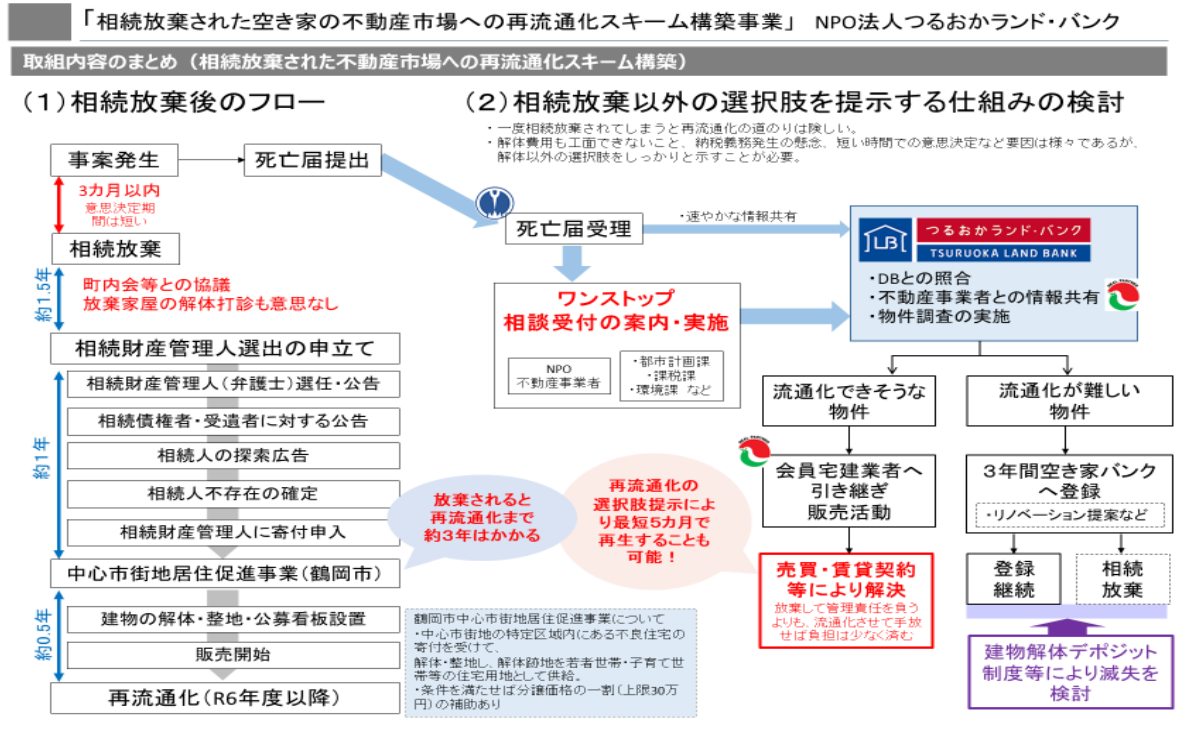 「相続放棄された空き家の不動産市場への再流通化スキーム構築事業」 NPO法人つるおかランド・バンク
取組内容のまとめ（相続放棄された不動産市場への再流通化スキーム構築）
（1）相続放棄後のフロー
事案発生
死亡届提出
3カ月以内
意思決定期
間は短い
相続放棄
約1.5年
町内会等との協議
放棄家屋の解体打診も意思なし
相続財産管理人選出の申立て
約1年
相続財産管理人（弁護士）選任・公告
相続債権者・受遺者に対する公告
相続人の探索広告
相続人不存在の確定
相続財産管理人に寄付申入
中心市街地居住促進事業（鶴岡市）
約0.5年
建物の解体・整地・公募看板設置
販売開始
再流通化（R6年度以降）
放棄されると
再流通化まで
約3年はかかる
（2）相続放棄以外の選択肢を提示する仕組みの検討
・一度相続放棄されてしまうと再流通化の道のりは険しい。
・解体費用も工面できないこと、納税義務発生の懸念、短い時間での意思決定など要因は様々であるが、
解体以外の選択肢をしっかりと示すことが必要。
死亡届受理
・速やかな情報共有
ワンストップ
相談受付の案内・実施
NPO
不動産事業者
・都市計画課
・課税課
・環境課 など
LB
つるおかランド・バンク
TSURUOKA LAND BANK
・DBとの照合
・不動産事業者との情報共有
・物件調査の実施
REAL PARTNER
流通化できそうな
物件
流通化が難しい
物件
REAL PARTNER
会員宅建業者へ
引き継ぎ
販売活動
3年間空き家バンク
へ登録
・リノベーション提案など
再流通化の
選択肢提示によ
り最短5カ月で
再生することも
可能！
売買・賃貸契約
等により解決
放棄して管理責任を負う
よりも、流通化させて手放
せば負担は少なく済む
登録
継続
相続
放棄
建物解体デポジット
制度等により滅失を
検討
鶴岡市中心市街地居住促進事業について
・中心市街地の特定区域内にある不良住宅の
寄付を受けて、
解体・整地し、解体跡地を若者世帯・子育て世
帯等の住宅用地として供給。
・条件を満たせば分譲価格の一割（上限30万
円）の補助あり